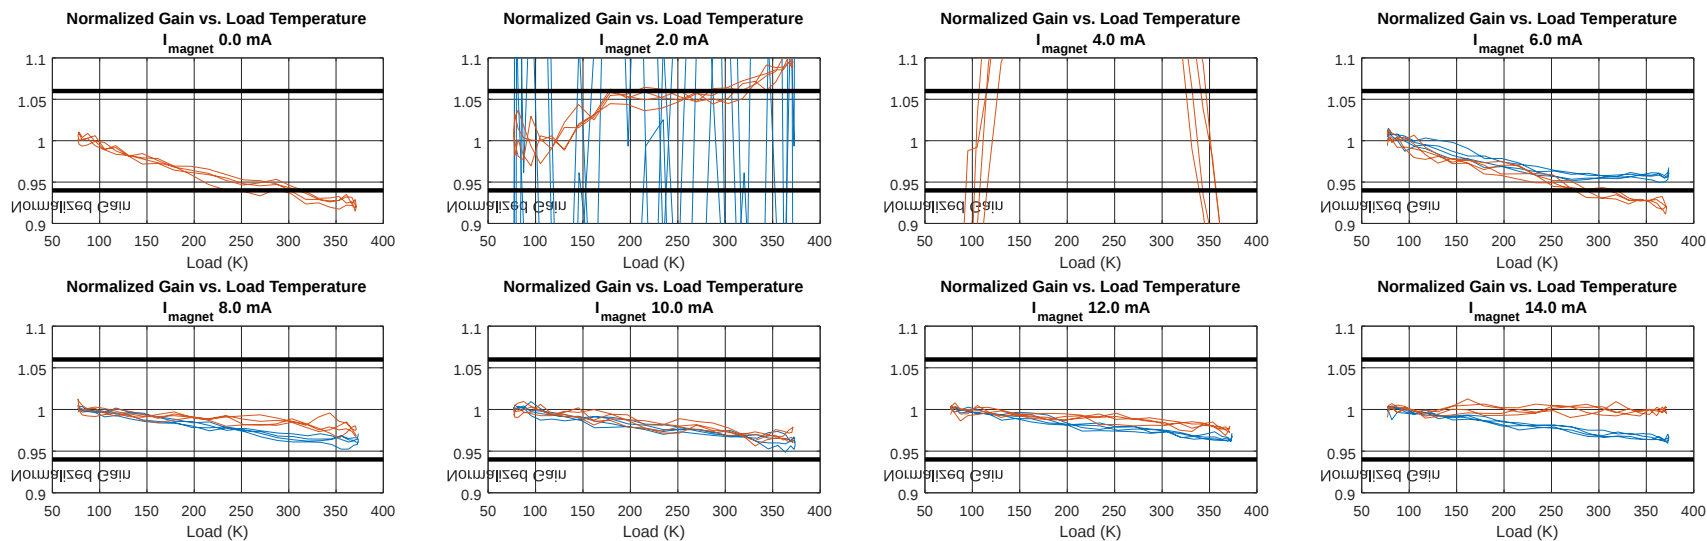 Normalized Gain vs. Load Temperature
I_magnet 0.0 mA
1.1
1.05
1
0.95
0.9
Normalized Gain
50 100 150 200 250 300 350 400
Load (K)
Normalized Gain vs. Load Temperature
I_magnet 2.0 mA
1.1
1.05
1
0.95
0.9
Normalized Gain
50 100 150 200 250 300 350 400
Load (K)
Normalized Gain vs. Load Temperature
I_magnet 4.0 mA
1.1
1.05
1
0.95
0.9
Normalized Gain
50 100 150 200 250 300 350 400
Load (K)
Normalized Gain vs. Load Temperature
I_magnet 6.0 mA
1.1
1.05
1
0.95
0.9
Normalized Gain
50 100 150 200 250 300 350 400
Load (K)
Normalized Gain vs. Load Temperature
I_magnet 8.0 mA
1.1
1.05
1
0.95
0.9
Normalized Gain
50 100 150 200 250 300 350 400
Load (K)
Normalized Gain vs. Load Temperature
I_magnet 10.0 mA
1.1
1.05
1
0.95
0.9
Normalized Gain
50 100 150 200 250 300 350 400
Load (K)
Normalized Gain vs. Load Temperature
I_magnet 12.0 mA
1.1
1.05
1
0.95
0.9
Normalized Gain
50 100 150 200 250 300 350 400
Load (K)
Normalized Gain vs. Load Temperature
I_magnet 14.0 mA
1.1
1.05
1
0.95
0.9
Normalized Gain
50 100 150 200 250 300 350 400
Load (K)